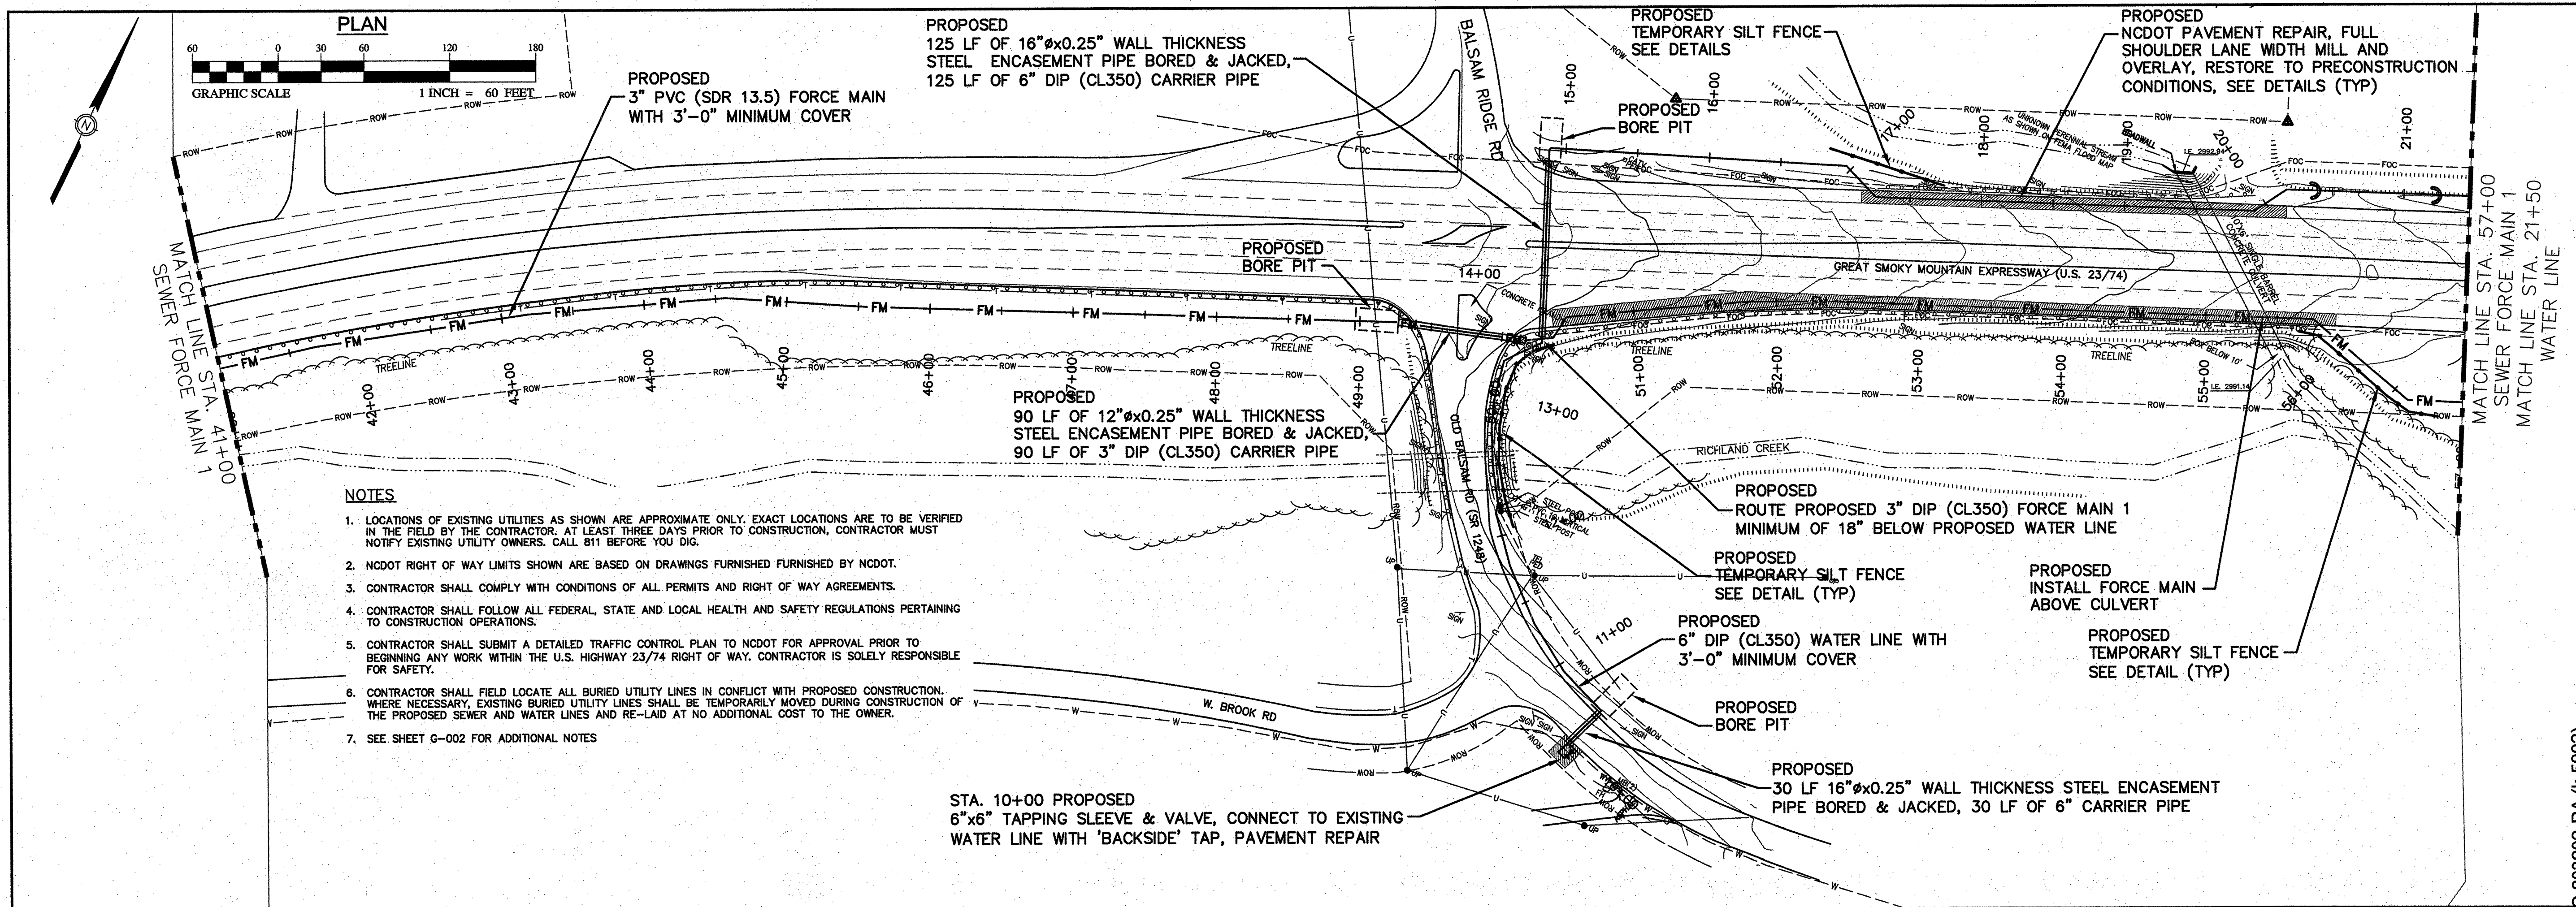 PLAN
60 0 30 60 120 180
GRAPHIC SCALE 1 INCH = 60 FEET
N
PROPOSED
3" PVC (SDR 13.5) FORCE MAIN
WITH 3'-0" MINIMUM COVER
PROPOSED
125 LF OF 16"øx0.25" WALL THICKNESS
STEEL ENCASEMENT PIPE BORED & JACKED,
125 LF OF 6" DIP (CL350) CARRIER PIPE
BALSAM RIDGE RD
PROPOSED
TEMPORARY SILT FENCE
SEE DETAILS
PROPOSED
NCDOT PAVEMENT REPAIR, FULL
SHOULDER LANE WIDTH MILL AND
OVERLAY, RESTORE TO PRECONSTRUCTION
CONDITIONS, SEE DETAILS (TYP)
PROPOSED
BORE PIT
15+00
16+00
17+00
18+00
19+00
20+00
21+00
UNKNOWN PERENNIAL STREAM
AS SHOWN ON FEMA FLOOD MAP
HEADWALL
I.E. 2992.94
10'X6' SINGLE BARREL
CONCRETE CULVERT
MATCH LINE STA. 41+00
SEWER FORCE MAIN 1
PROPOSED
BORE PIT
14+00
CONCRETE
GREAT SMOKY MOUNTAIN EXPRESSWAY (U.S. 23/74)
MATCH LINE STA. 57+00
SEWER FORCE MAIN 1
MATCH LINE STA. 21+50
WATER LINE
FM FM FM FM FM FM FM FM
TREELINE
TREELINE
TREELINE
TREELINE
BOX BELOW 10'
I.E. 2991.14
42+00
43+00
44+00
45+00
46+00
47+00
48+00
49+00
51+00
52+00
53+00
54+00
55+00
56+00
PROPOSED
90 LF OF 12"øx0.25" WALL THICKNESS
STEEL ENCASEMENT PIPE BORED & JACKED,
90 LF OF 3" DIP (CL350) CARRIER PIPE
13+00
OLD BALSAM RD (SR 1248)
RICHLAND CREEK
PROPOSED
ROUTE PROPOSED 3" DIP (CL350) FORCE MAIN 1
MINIMUM OF 18" BELOW PROPOSED WATER LINE
PROPOSED
TEMPORARY SILT FENCE
SEE DETAIL (TYP)
PROPOSED
INSTALL FORCE MAIN
ABOVE CULVERT
PROPOSED
TEMPORARY SILT FENCE
SEE DETAIL (TYP)
11+00
PROPOSED
6" DIP (CL350) WATER LINE WITH
3'-0" MINIMUM COVER
PROPOSED
BORE PIT
PROPOSED
30 LF 16"øx0.25" WALL THICKNESS STEEL ENCASEMENT
PIPE BORED & JACKED, 30 LF OF 6" CARRIER PIPE
NOTES
1. LOCATIONS OF EXISTING UTILITIES AS SHOWN ARE APPROXIMATE ONLY. EXACT LOCATIONS ARE TO BE VERIFIED
IN THE FIELD BY THE CONTRACTOR. AT LEAST THREE DAYS PRIOR TO CONSTRUCTION, CONTRACTOR MUST
NOTIFY EXISTING UTILITY OWNERS. CALL 811 BEFORE YOU DIG.
2. NCDOT RIGHT OF WAY LIMITS SHOWN ARE BASED ON DRAWINGS FURNISHED FURNISHED BY NCDOT.
3. CONTRACTOR SHALL COMPLY WITH CONDITIONS OF ALL PERMITS AND RIGHT OF WAY AGREEMENTS.
4. CONTRACTOR SHALL FOLLOW ALL FEDERAL, STATE AND LOCAL HEALTH AND SAFETY REGULATIONS PERTAINING
TO CONSTRUCTION OPERATIONS.
5. CONTRACTOR SHALL SUBMIT A DETAILED TRAFFIC CONTROL PLAN TO NCDOT FOR APPROVAL PRIOR TO
BEGINNING ANY WORK WITHIN THE U.S. HIGHWAY 23/74 RIGHT OF WAY. CONTRACTOR IS SOLELY RESPONSIBLE
FOR SAFETY.
6. CONTRACTOR SHALL FIELD LOCATE ALL BURIED UTILITY LINES IN CONFLICT WITH PROPOSED CONSTRUCTION.
WHERE NECESSARY, EXISTING BURIED UTILITY LINES SHALL BE TEMPORARILY MOVED DURING CONSTRUCTION OF
THE PROPOSED SEWER AND WATER LINES AND RE-LAID AT NO ADDITIONAL COST TO THE OWNER.
7. SEE SHEET G-002 FOR ADDITIONAL NOTES
W. BROOK RD
STA. 10+00 PROPOSED
6"x6" TAPPING SLEEVE & VALVE, CONNECT TO EXISTING
WATER LINE WITH 'BACKSIDE' TAP, PAVEMENT REPAIR